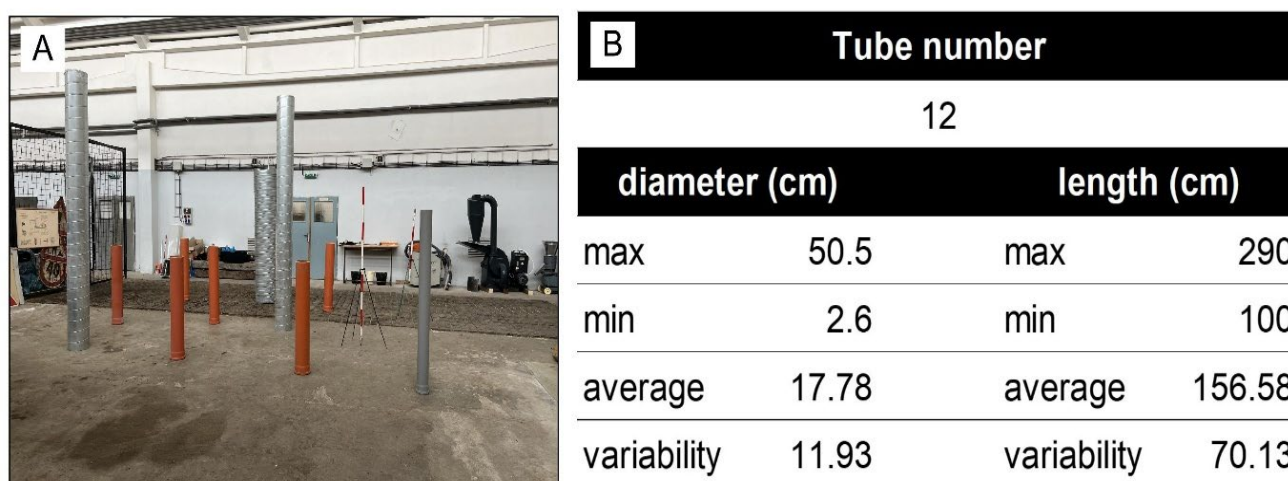 A
B
Tube number
12
diameter (cm) length (cm)
max 50.5 max 290
min 2.6 min 100
average 17.78 average 156.58
variability 11.93 variability 70.13